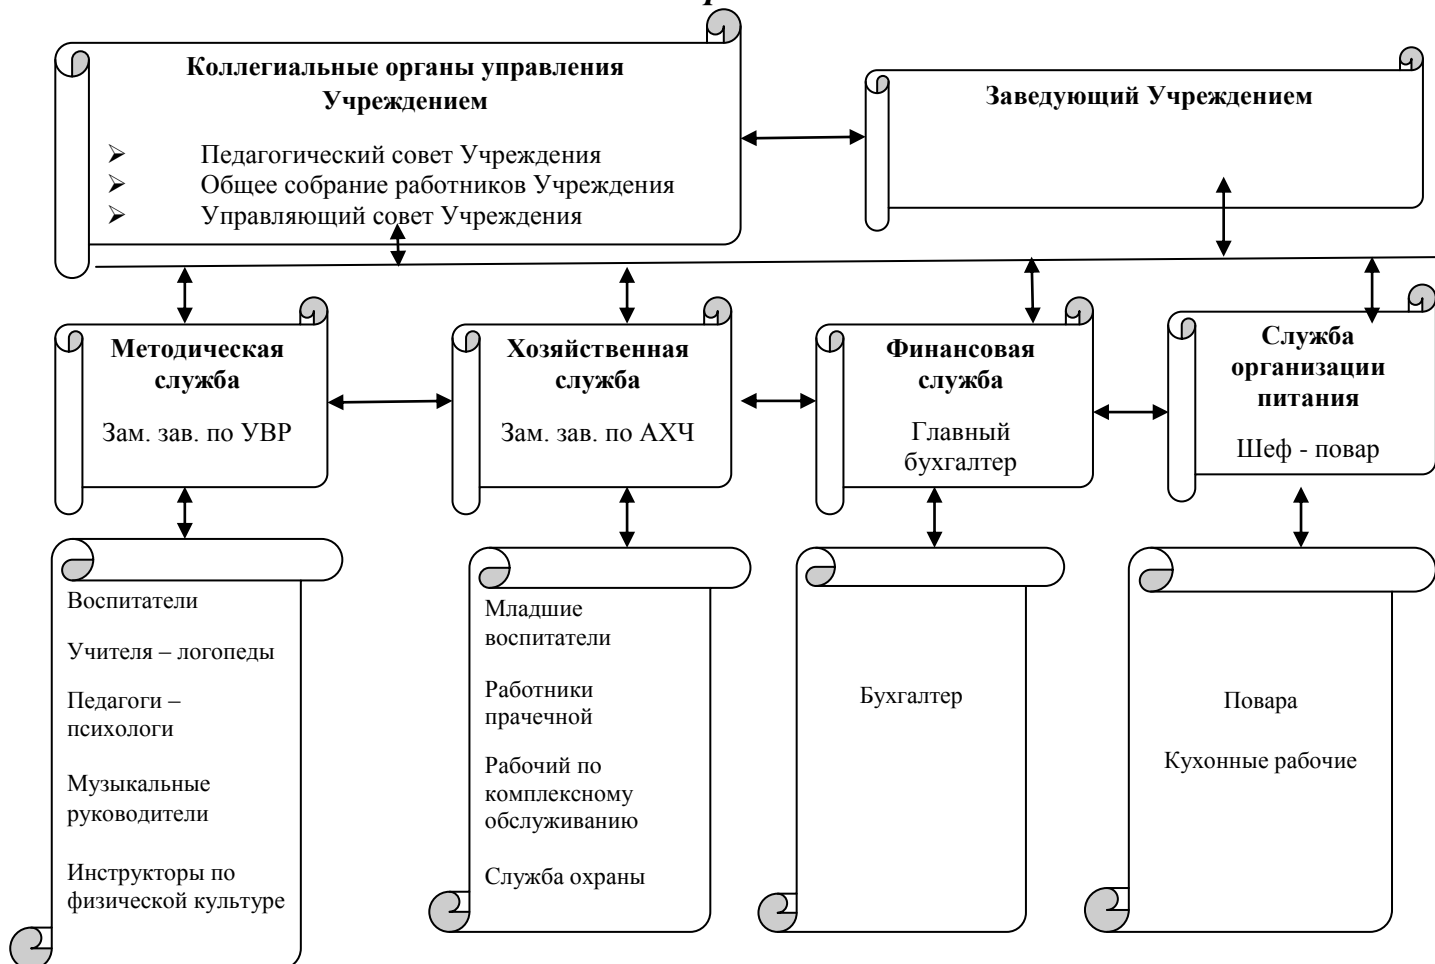 Коллегиальные органы управления
Учреждением
➢ Педагогический совет Учреждения
➢ Общее собрание работников Учреждения
➢ Управляющий совет Учреждения
Заведующий Учреждением
Методическая
служба
Зам. зав. по УВР
Хозяйственная
служба
Зам. зав. по АХЧ
Финансовая
служба
Главный
бухгалтер
Служба
организации
питания
Шеф - повар
Воспитатели
Учителя – логопеды
Педагоги –
психологи
Музыкальные
руководители
Инструкторы по
физической культуре
Младшие
воспитатели
Работники
прачечной
Рабочий по
комплексному
обслуживанию
Служба охраны
Бухгалтер
Повара
Кухонные рабочие